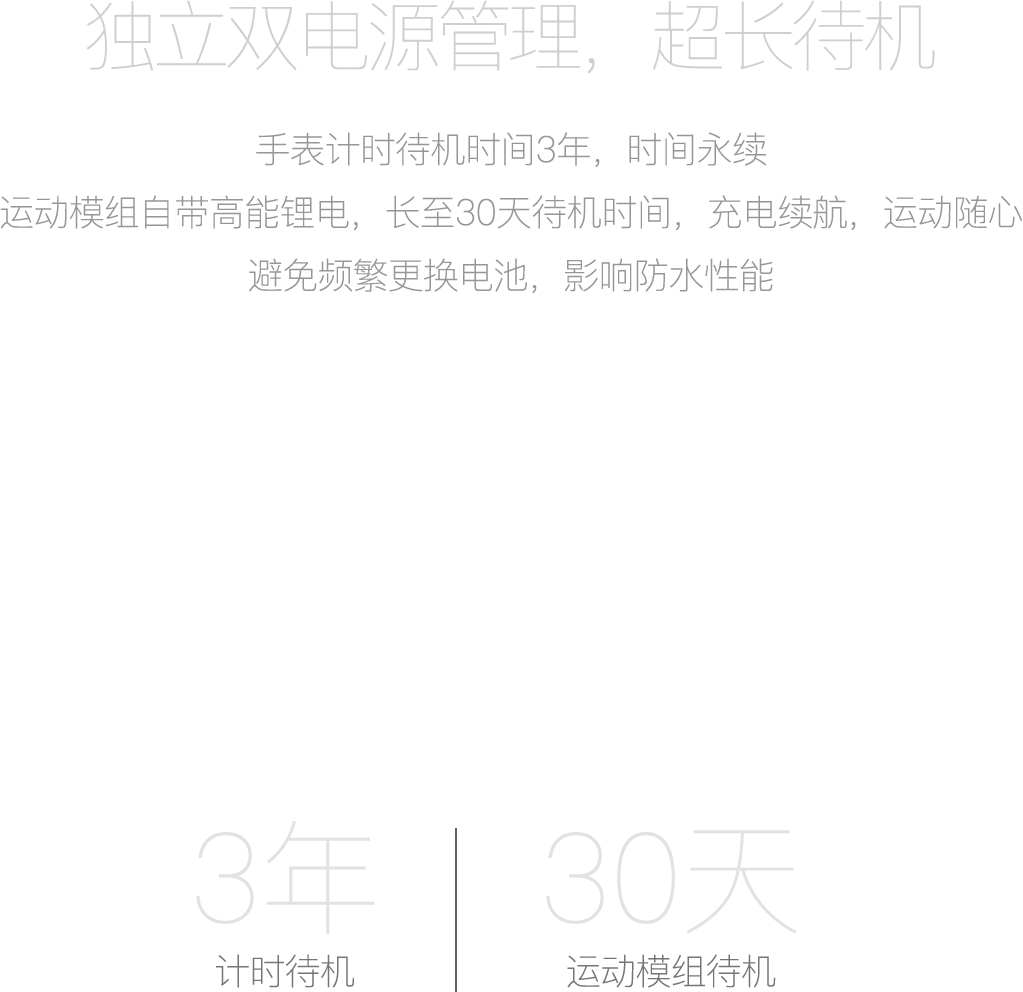 独立双电源管理，超长待机
手表计时待机时间3年，时间永续
运动模组自带高能锂电，长至30天待机时间，充电续航，运动随心
避免频繁更换电池，影响防水性能
3年
计时待机
30天
运动模组待机